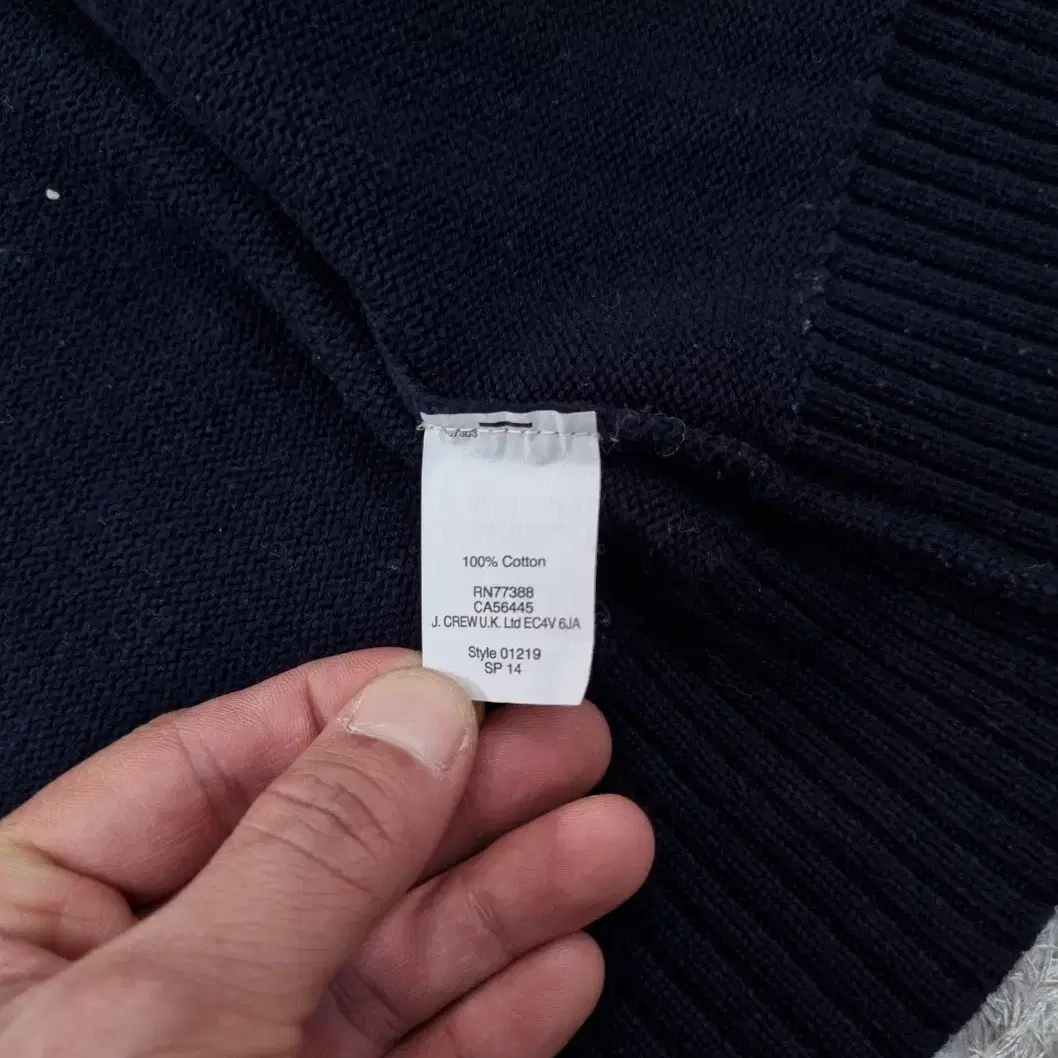 100% Cotton
RN77388
CA56445
J. CREW U.K. Ltd EC4V 6JA
Style 01219
SP 14